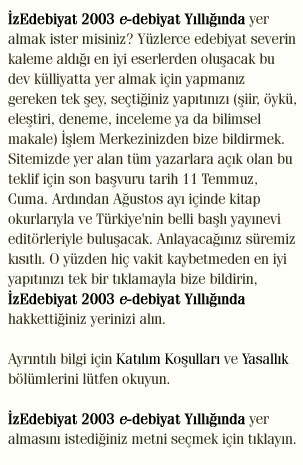 İzEdebiyat 2003 e-debiyat Yıllığında yer
almak ister misiniz? Yüzlerce edebiyat severin
kaleme aldığı en iyi eserlerden oluşacak bu
dev külliyatta yer almak için yapmanız
gereken tek şey, seçtiğiniz yapıtınızı (şiir, öykü,
eleştiri, deneme, inceleme ya da bilimsel
makale) İşlem Merkezinizden bize bildirmek.
Sitemizde yer alan tüm yazarlara açık olan bu
teklif için son başvuru tarih 11 Temmuz,
Cuma. Ardından Ağustos ayı içinde kitap
okurlarıyla ve Türkiye'nin belli başlı yayınevi
editörleriyle buluşacak. Anlayacağınız süremiz
kısıtlı. O yüzden hiç vakit kaybetmeden en iyi
yapıtınızı tek bir tıklamayla bize bildirin,
İzEdebiyat 2003 e-debiyat Yıllığında
hakkettiğiniz yerinizi alın.
Ayrıntılı bilgi için Katılım Koşulları ve Yasallık
bölümlerini lütfen okuyun.
İzEdebiyat 2003 e-debiyat Yıllığında yer
almasını istediğiniz metni seçmek için tıklayın.